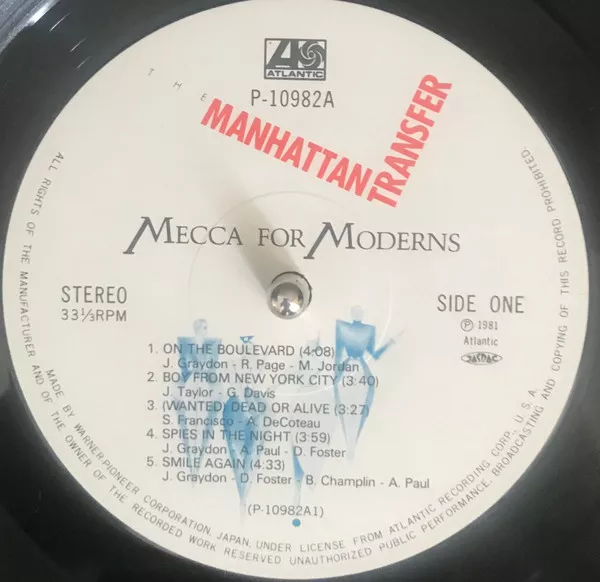 ATLANTIC
P-10982A
THE
MANHATTAN
TRANSFER
MECCA FOR MODERNS
STEREO
33 1/3 RPM
SIDE ONE
Ⓟ 1981
Atlantic
JASRAC
1. ON THE BOULEVARD (4:08)
J. Graydon - R. Page - M. Jordan
2. BOY FROM NEW YORK CITY (3:40)
J. Taylor - G. Davis
3. (WANTED) DEAD OR ALIVE (3:27)
S. Francisco - A. DeCoteau
4. SPIES IN THE NIGHT (3:59)
J. Graydon - A. Paul - D. Foster
5. SMILE AGAIN (4:33)
J. Graydon - D. Foster - B. Champlin - A. Paul
(P-10982A1)
ALL RIGHTS OF THE MANUFACTURER AND OF THE OWNER OF THE RECORDED WORK RESERVED UNAUTHORIZED PUBLIC PERFORMANCE, BROADCASTING AND COPYING OF THIS RECORD PROHIBITED.
MADE BY WARNER-PIONEER CORPORATION, JAPAN, UNDER LICENSE FROM ATLANTIC RECORDING CORP., U.S.A.